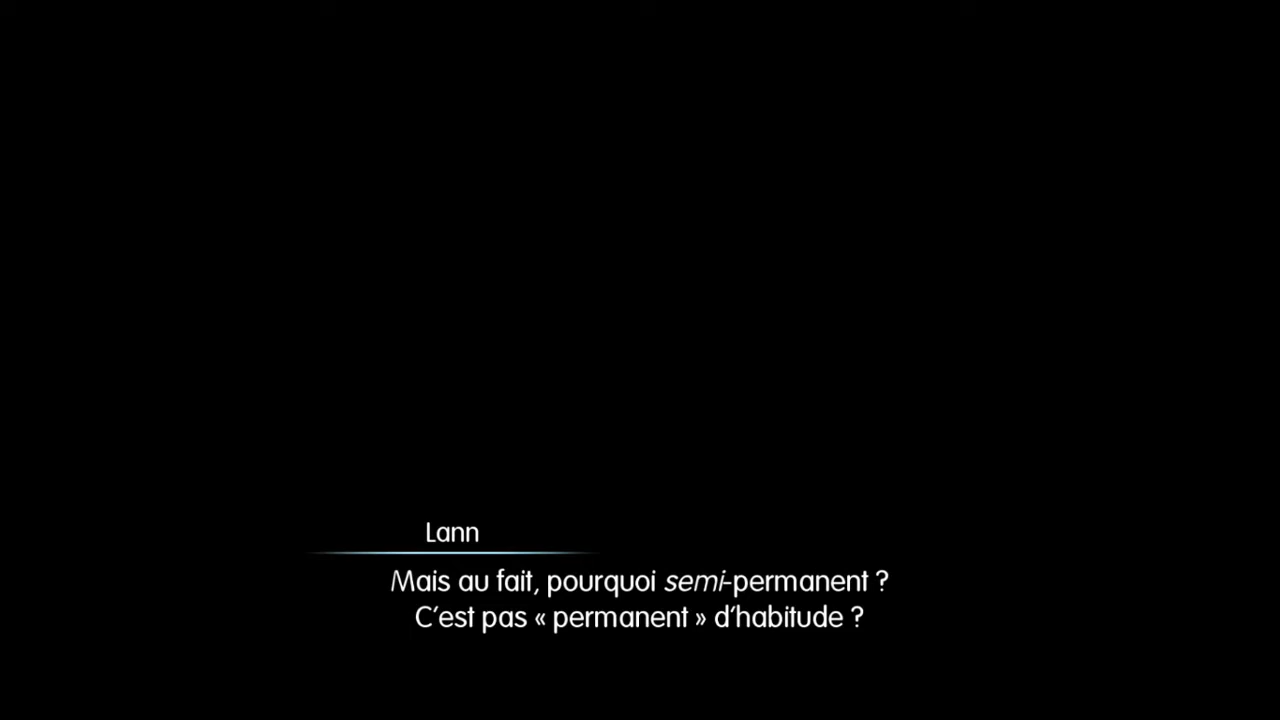 Lann
Mais au fait, pourquoi semi-permanent ?
C’est pas « permanent » d’habitude ?